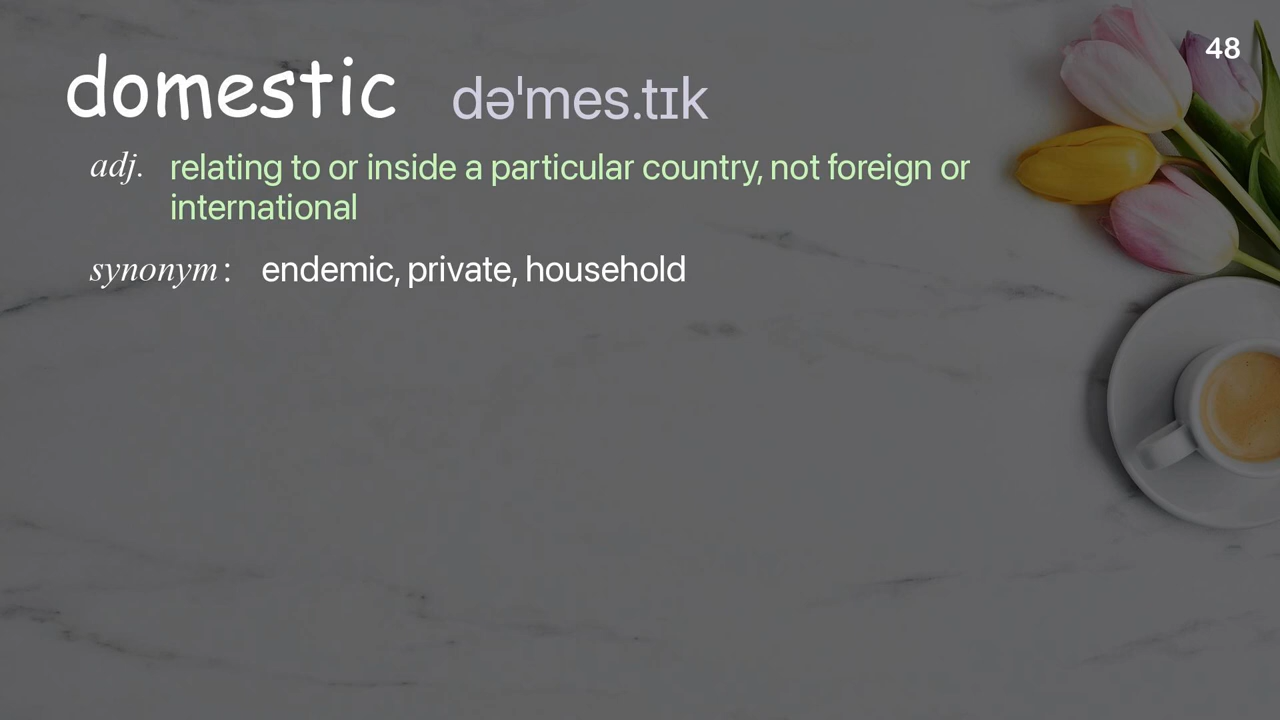 48
domestic dəˈmes.tɪk
adj. relating to or inside a particular country, not foreign or
international
synonym : endemic, private, household